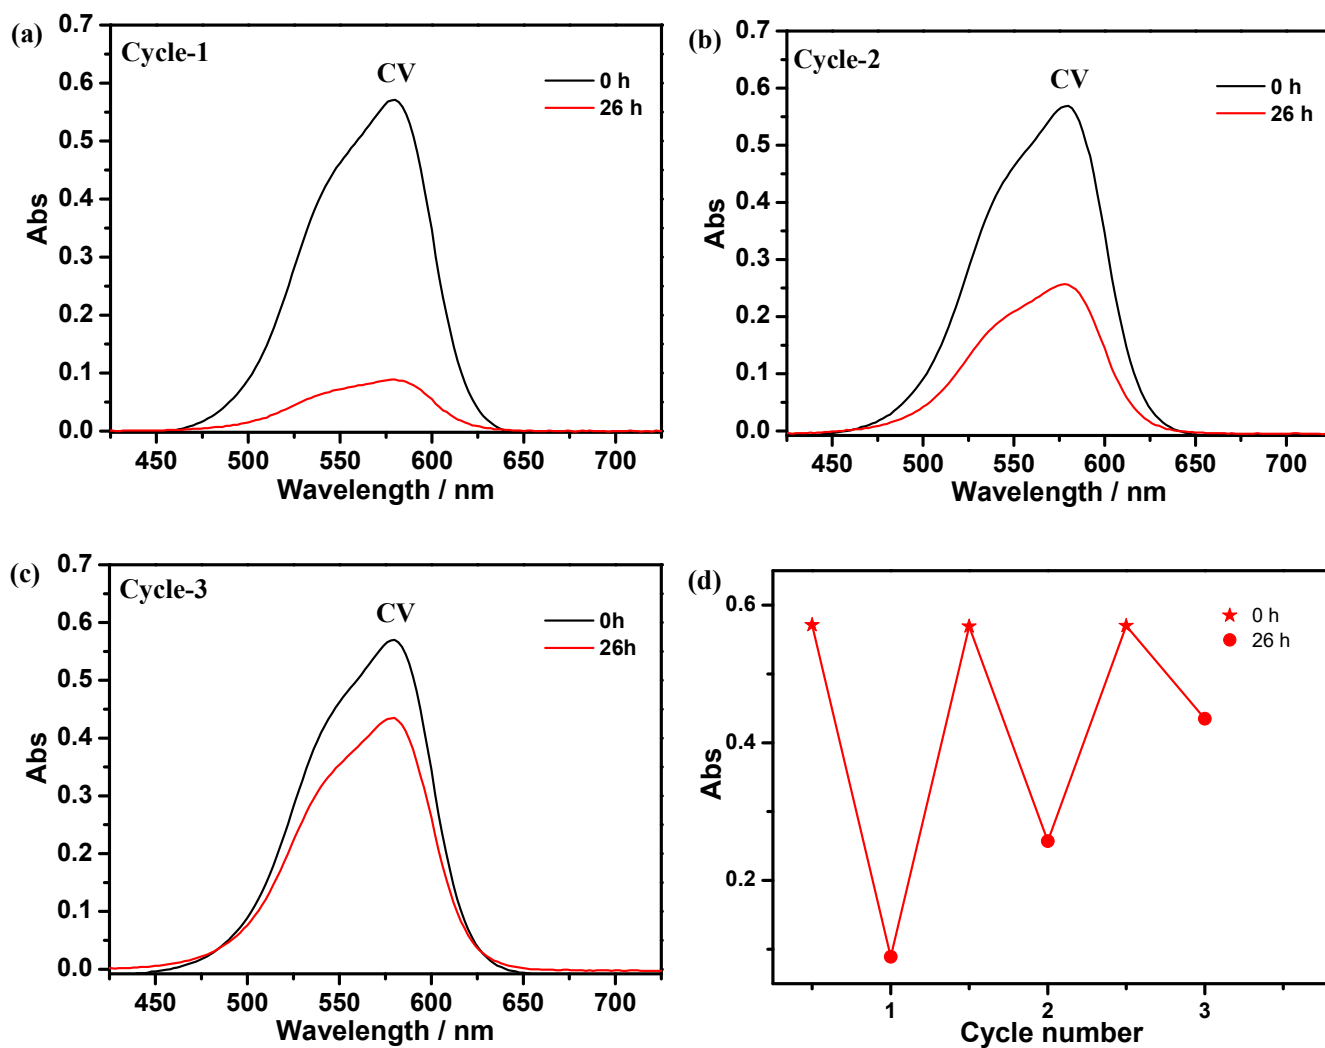 (a)
Cycle-1
CV
0 h
26 h
Abs
0.7
0.6
0.5
0.4
0.3
0.2
0.1
0.0
450 500 550 600 650 700
Wavelength / nm
(b)
Cycle-2
CV
0 h
26 h
Abs
0.7
0.6
0.5
0.4
0.3
0.2
0.1
0.0
450 500 550 600 650 700
Wavelength / nm
(c)
Cycle-3
CV
0h
26h
Abs
0.7
0.6
0.5
0.4
0.3
0.2
0.1
0.0
450 500 550 600 650 700
Wavelength / nm
(d)
0 h
26 h
Abs
0.6
0.4
0.2
1 2 3
Cycle number